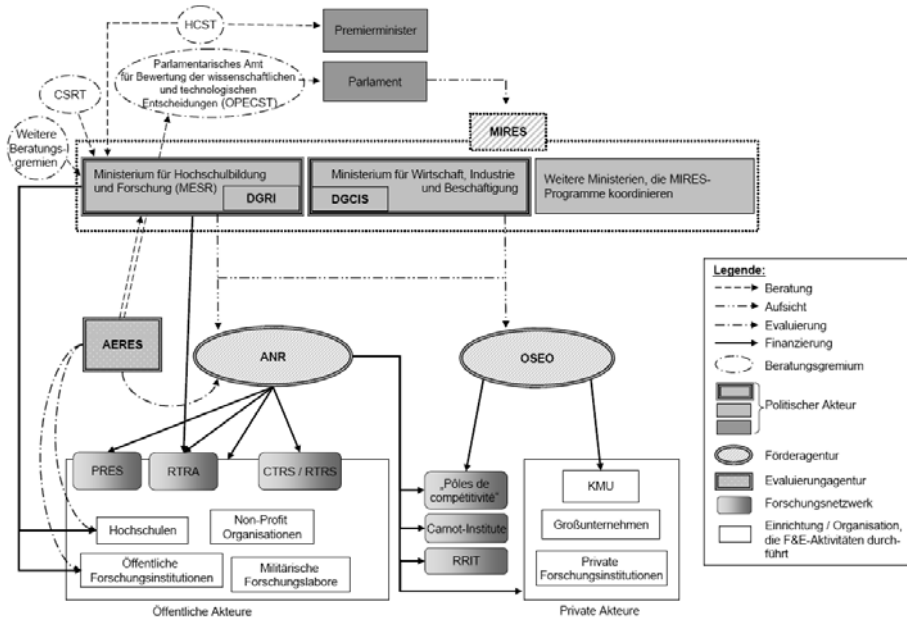 HCST
Premierminister
Parlamentarisches Amt
für Bewertung der wissenschaftlichen
und technologischen
Entscheidungen (OPECST)
Parlament
CSRT
MIRES
Weitere
Beratungs-
gremien
Ministerium für Hochschulbildung
und Forschung (MESR)
DGRI
Ministerium für Wirtschaft, Industrie
und Beschäftigung
DGCIS
Weitere Ministerien, die MIRES-
Programme koordinieren
AERES
ANR
OSEO
PRES
RTRA
CTRS / RTRS
Hochschulen
Non-Profit
Organisationen
Öffentliche
Forschungsinstitutionen
Militärische
Forschungslabore
Öffentliche Akteure
„Pôles de
compétitivité”
Carnot-Institute
RRIT
KMU
Großunternehmen
Private
Forschungsinstitutionen
Private Akteure
Legende:
Beratung
Aufsicht
Evaluierung
Finanzierung
Beratungsgremium
Politischer Akteur
Förderagentur
Evaluierungagentur
Forschungsnetzwerk
Einrichtung / Organisation,
die F&E-Aktivitäten durch-
führt